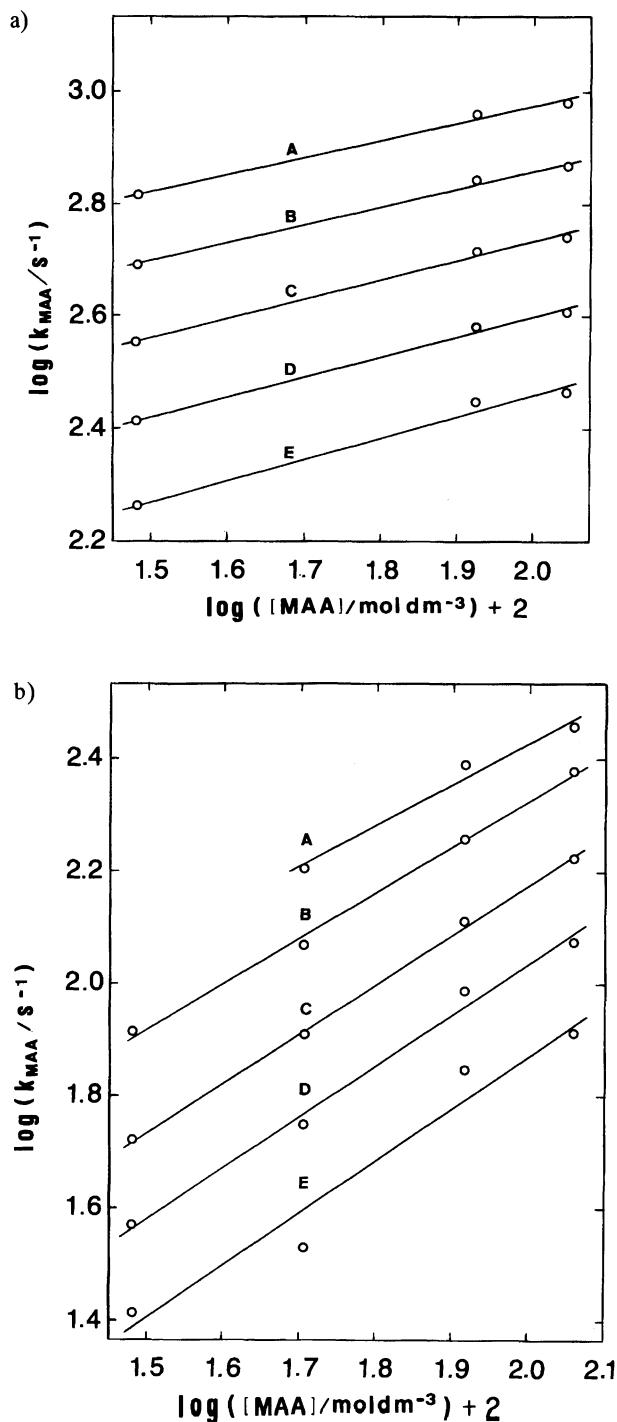 a)
3.0
2.8
2.6
2.4
2.2
log (kMAA/s⁻¹)
A
B
C
D
E
1.5 1.6 1.7 1.8 1.9 2.0
log ([MAA]/mol dm⁻³) + 2
b)
2.4
2.2
2.0
1.8
1.6
1.4
log (kMAA/s⁻¹)
A
B
C
D
E
1.5 1.6 1.7 1.8 1.9 2.0 2.1
log ([MAA]/mol dm⁻³) + 2